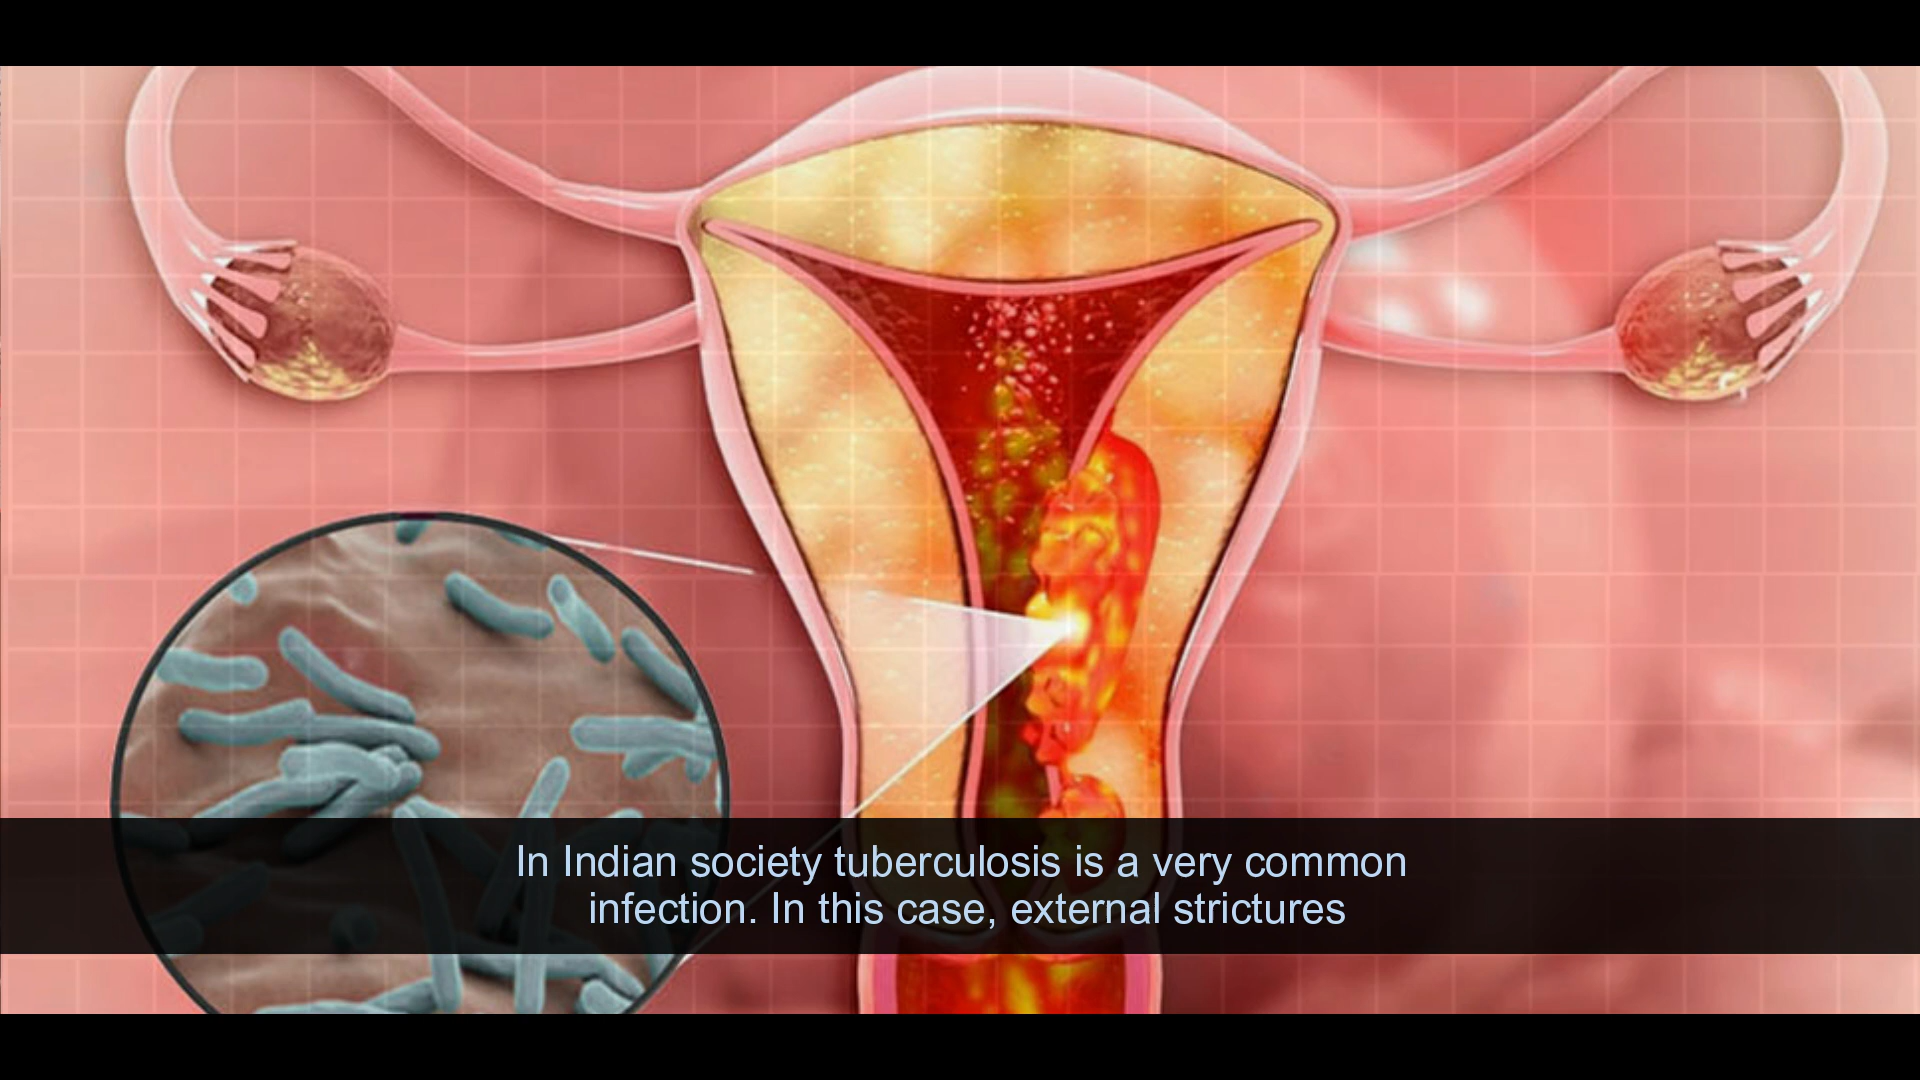 In Indian society tuberculosis is a very common
infection. In this case, external strictures